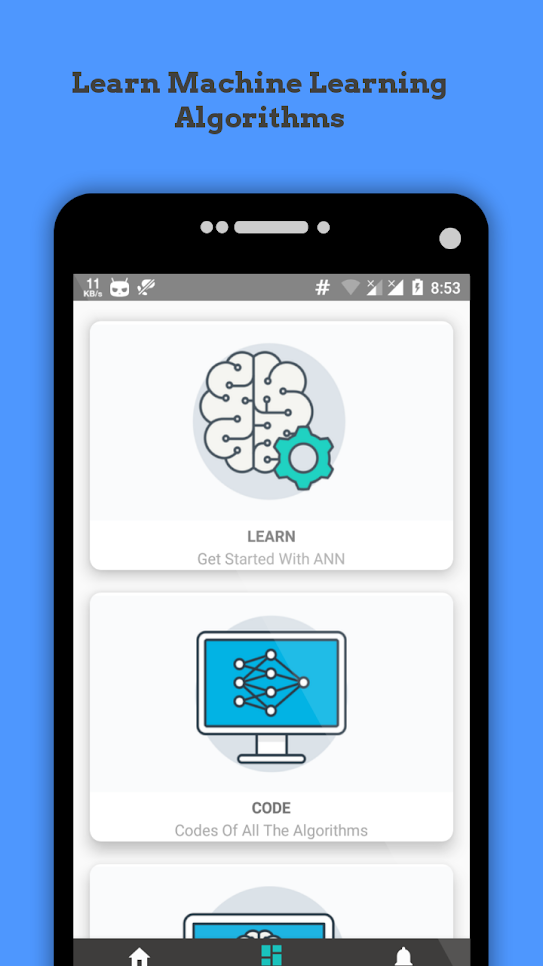 Learn Machine Learning
Algorithms
11
KB/s
8:53
LEARN
Get Started With ANN
CODE
Codes Of All The Algorithms